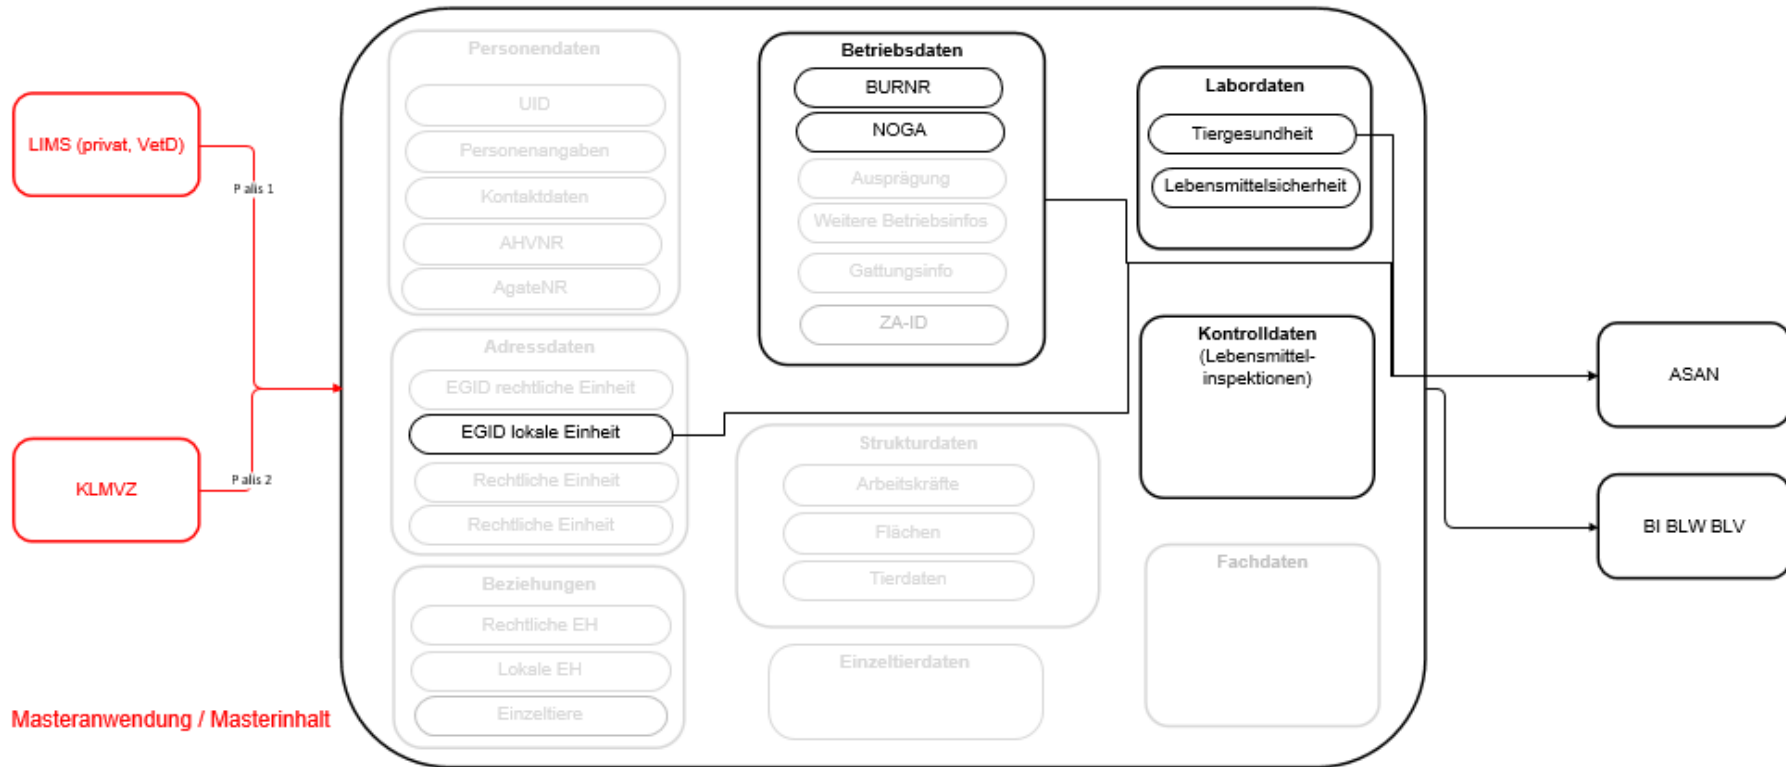 LIMS (privat, VetD)
Palis 1
KLMVZ
Palis 2
Masteranwendung / Masterinhalt
Personendaten
UID
Personenangaben
Kontaktdaten
AHVNR
AgateNR
Adressdaten
EGID rechtliche Einheit
EGID lokale Einheit
Rechtliche Einheit
Rechtliche Einheit
Beziehungen
Rechtliche EH
Lokale EH
Einzeltiere
Betriebsdaten
BURNR
NOGA
Ausprägung
Weitere Betriebsinfos
Gattungsinfo
ZA-ID
Strukturdaten
Arbeitskräfte
Flächen
Tierdaten
Einzeltierdaten
Labordaten
Tiergesundheit
Lebensmittelsicherheit
Kontrolldaten
(Lebensmittel-
inspektionen)
Fachdaten
ASAN
BI BLW BLV